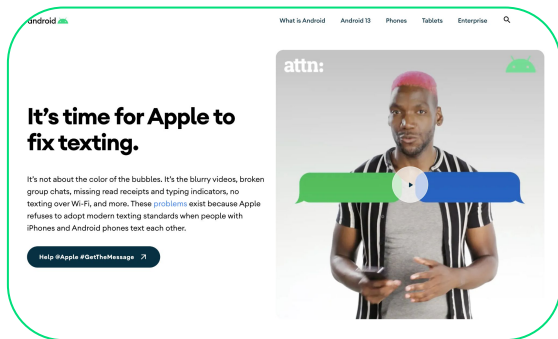 android
What is Android Android 13 Phones Tablets Enterprise
attn:
It's time for Apple to
fix texting.
It's not about the color of the bubbles. It's the blurry videos, broken
group chats, missing read receipts and typing indicators, no
texting over Wi-Fi, and more. These problems exist because Apple
refuses to adopt modern texting standards when people with
iPhones and Android phones text each other.
Help @Apple #GetTheMessage